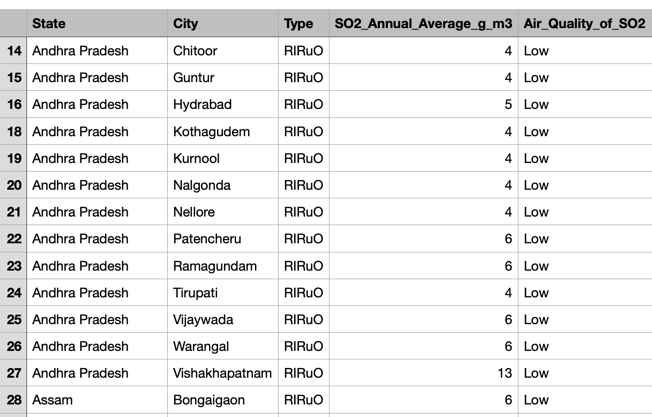 State City Type SO2_Annual_Average_g_m3 Air_Quality_of_SO2
14 Andhra Pradesh Chitoor RIRuO 4 Low
15 Andhra Pradesh Guntur RIRuO 4 Low
16 Andhra Pradesh Hydrabad RIRuO 5 Low
18 Andhra Pradesh Kothagudem RIRuO 4 Low
19 Andhra Pradesh Kurnool RIRuO 4 Low
20 Andhra Pradesh Nalgonda RIRuO 4 Low
21 Andhra Pradesh Nellore RIRuO 4 Low
22 Andhra Pradesh Patencheru RIRuO 6 Low
23 Andhra Pradesh Ramagundam RIRuO 6 Low
24 Andhra Pradesh Tirupati RIRuO 4 Low
25 Andhra Pradesh Vijaywada RIRuO 6 Low
26 Andhra Pradesh Warangal RIRuO 6 Low
27 Andhra Pradesh Vishakhapatnam RIRuO 13 Low
28 Assam Bongaigaon RIRuO 6 Low